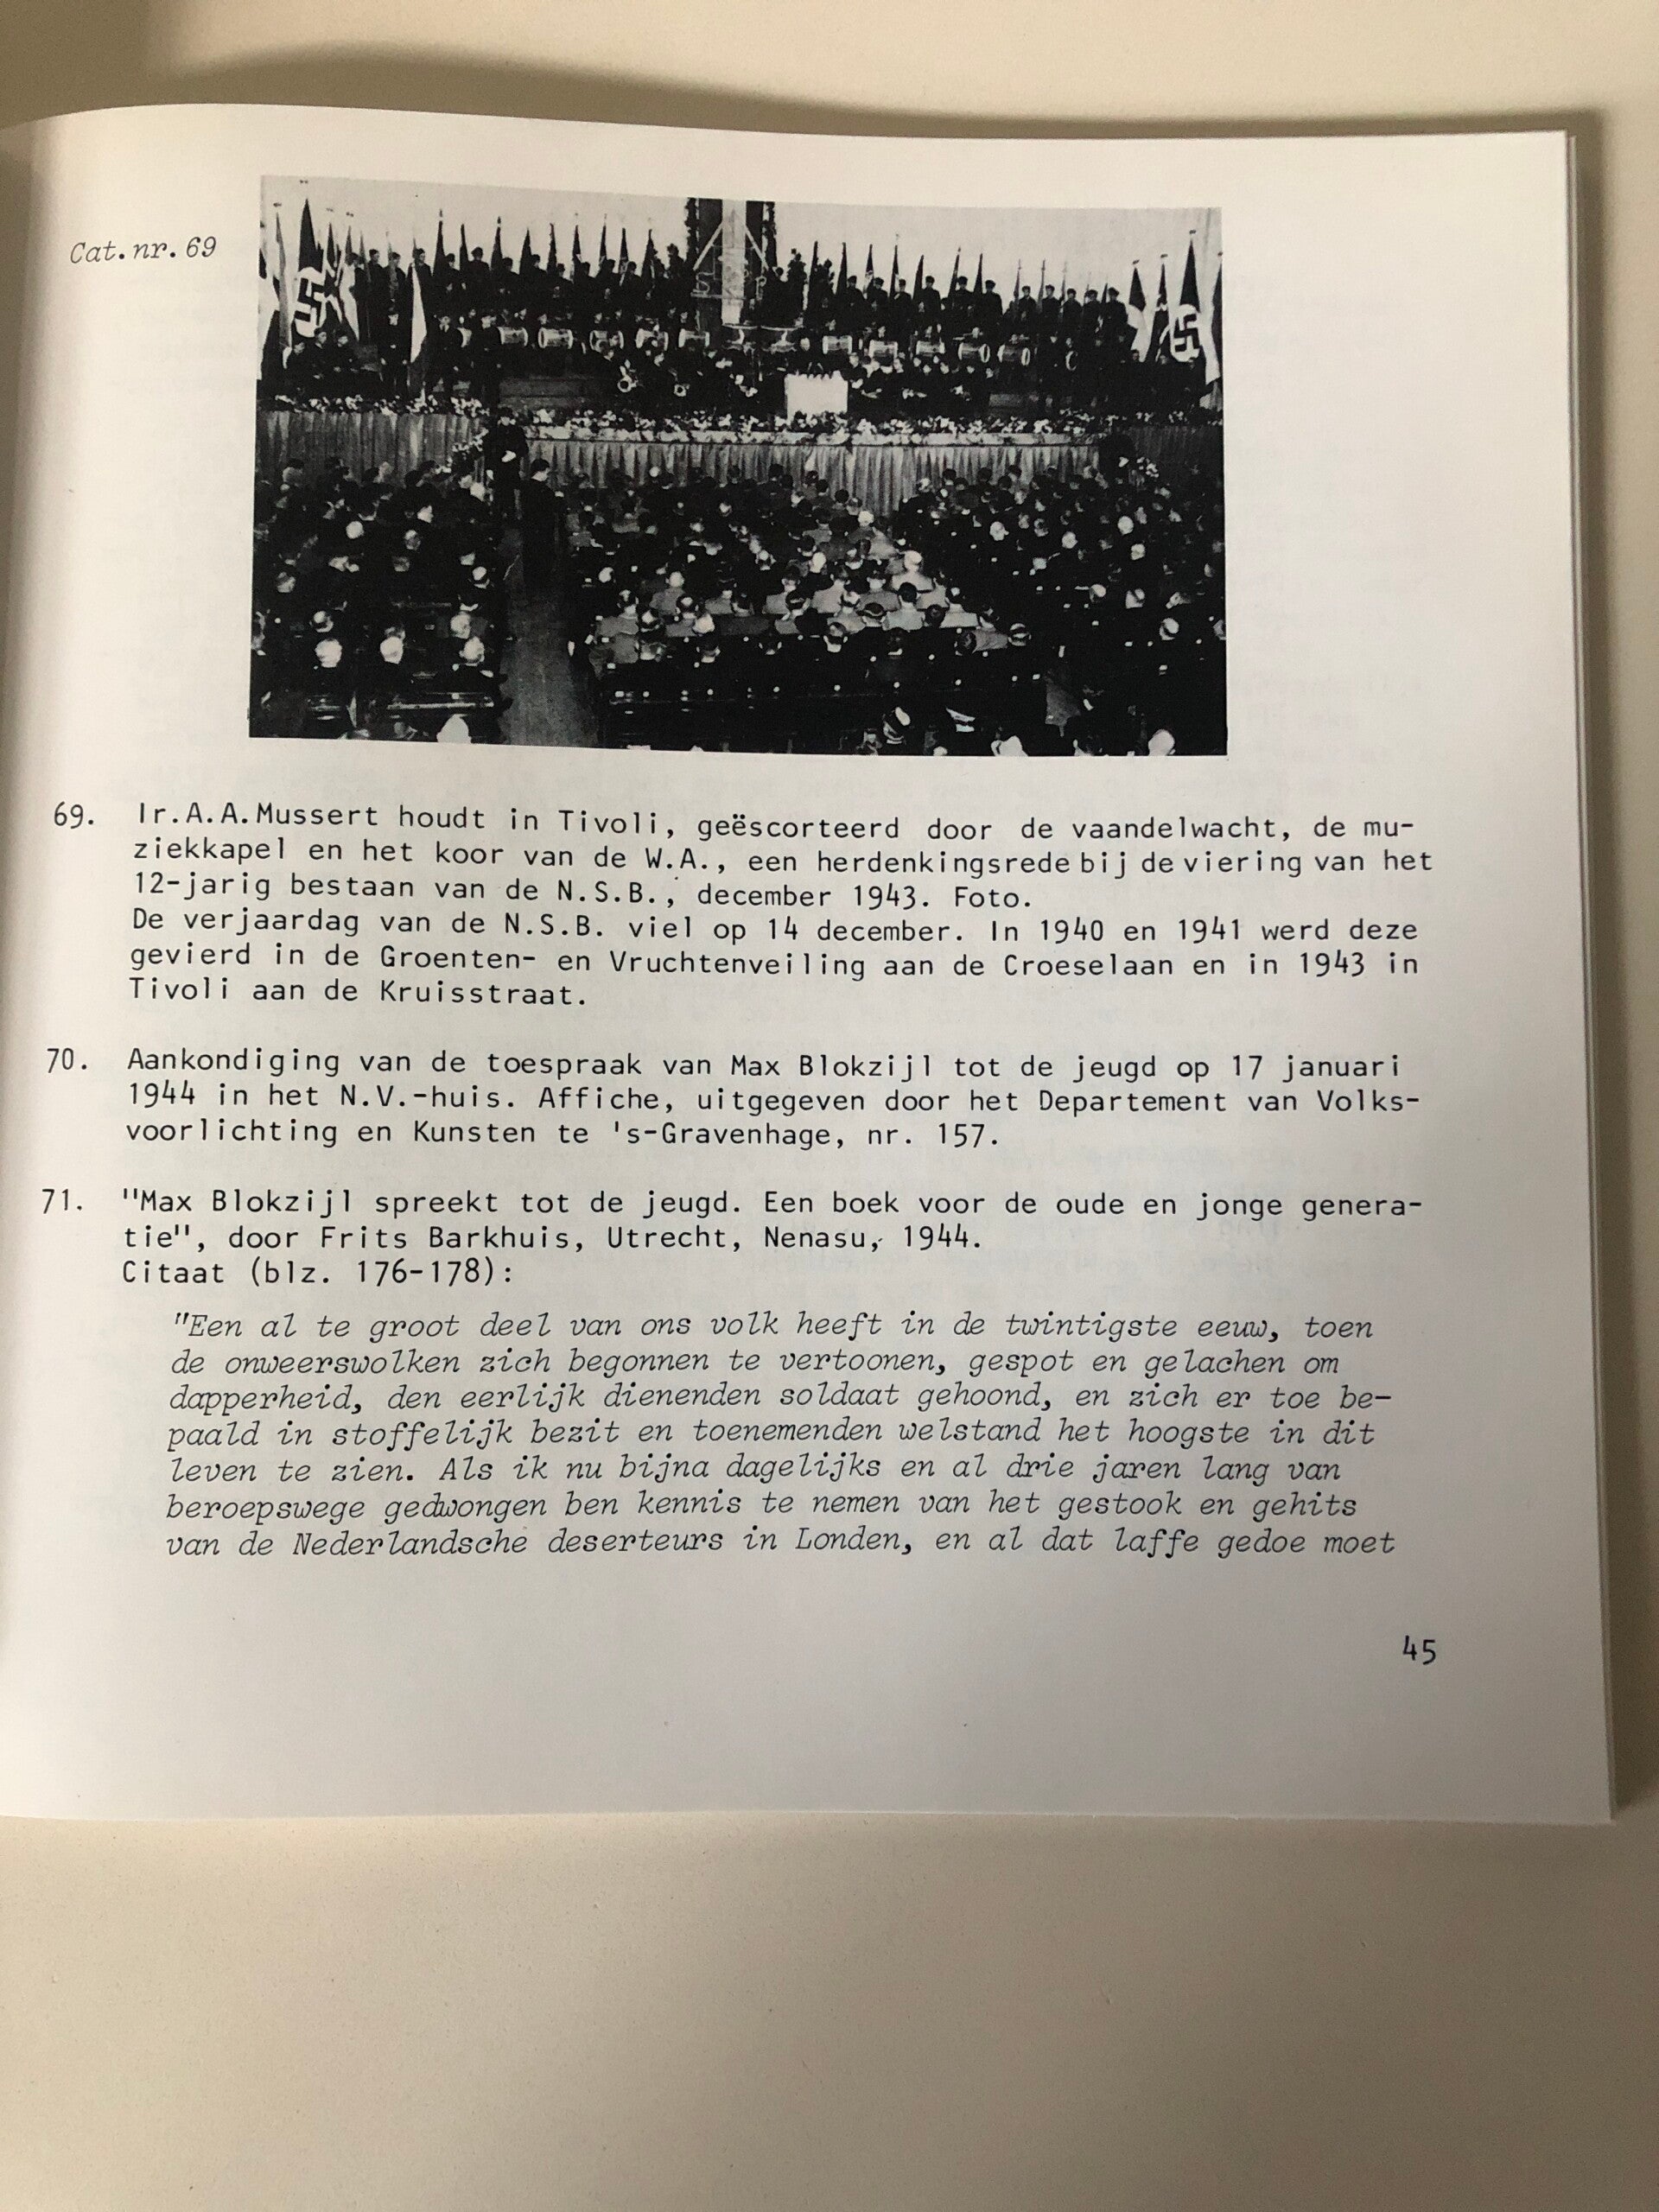 Cat.nr.69
69. Ir.A.A.Mussert houdt in Tivoli, geëscorteerd door de vaandelwacht, de mu-
ziekkapel en het koor van de W.A., een herdenkingsrede bij de viering van het
12-jarig bestaan van de N.S.B., december 1943. Foto.
De verjaardag van de N.S.B. viel op 14 december. In 1940 en 1941 werd deze
gevierd in de Groenten- en Vruchtenveiling aan de Croeselaan en in 1943 in
Tivoli aan de Kruisstraat.
70. Aankondiging van de toespraak van Max Blokzijl tot de jeugd op 17 januari
1944 in het N.V.-huis. Affiche, uitgegeven door het Departement van Volks-
voorlichting en Kunsten te 's-Gravenhage, nr. 157.
71. "Max Blokzijl spreekt tot de jeugd. Een boek voor de oude en jonge genera-
tie", door Frits Barkhuis, Utrecht, Nenasu, 1944.
Citaat (blz. 176-178):
"Een al te groot deel van ons volk heeft in de twintigste eeuw, toen
de onweerswolken zich begonnen te vertoonen, gespot en gelachen om
dapperheid, den eerlijk dienenden soldaat gehoond, en zich er toe be-
paald in stoffelijk bezit en toenemenden welstand het hoogste in dit
leven te zien. Als ik nu bijna dagelijks en al drie jaren lang van
beroepswege gedwongen ben kennis te nemen van het gestook en gehits
van de Nederlandsche deserteurs in Londen, en al dat laffe gedoe moet
45